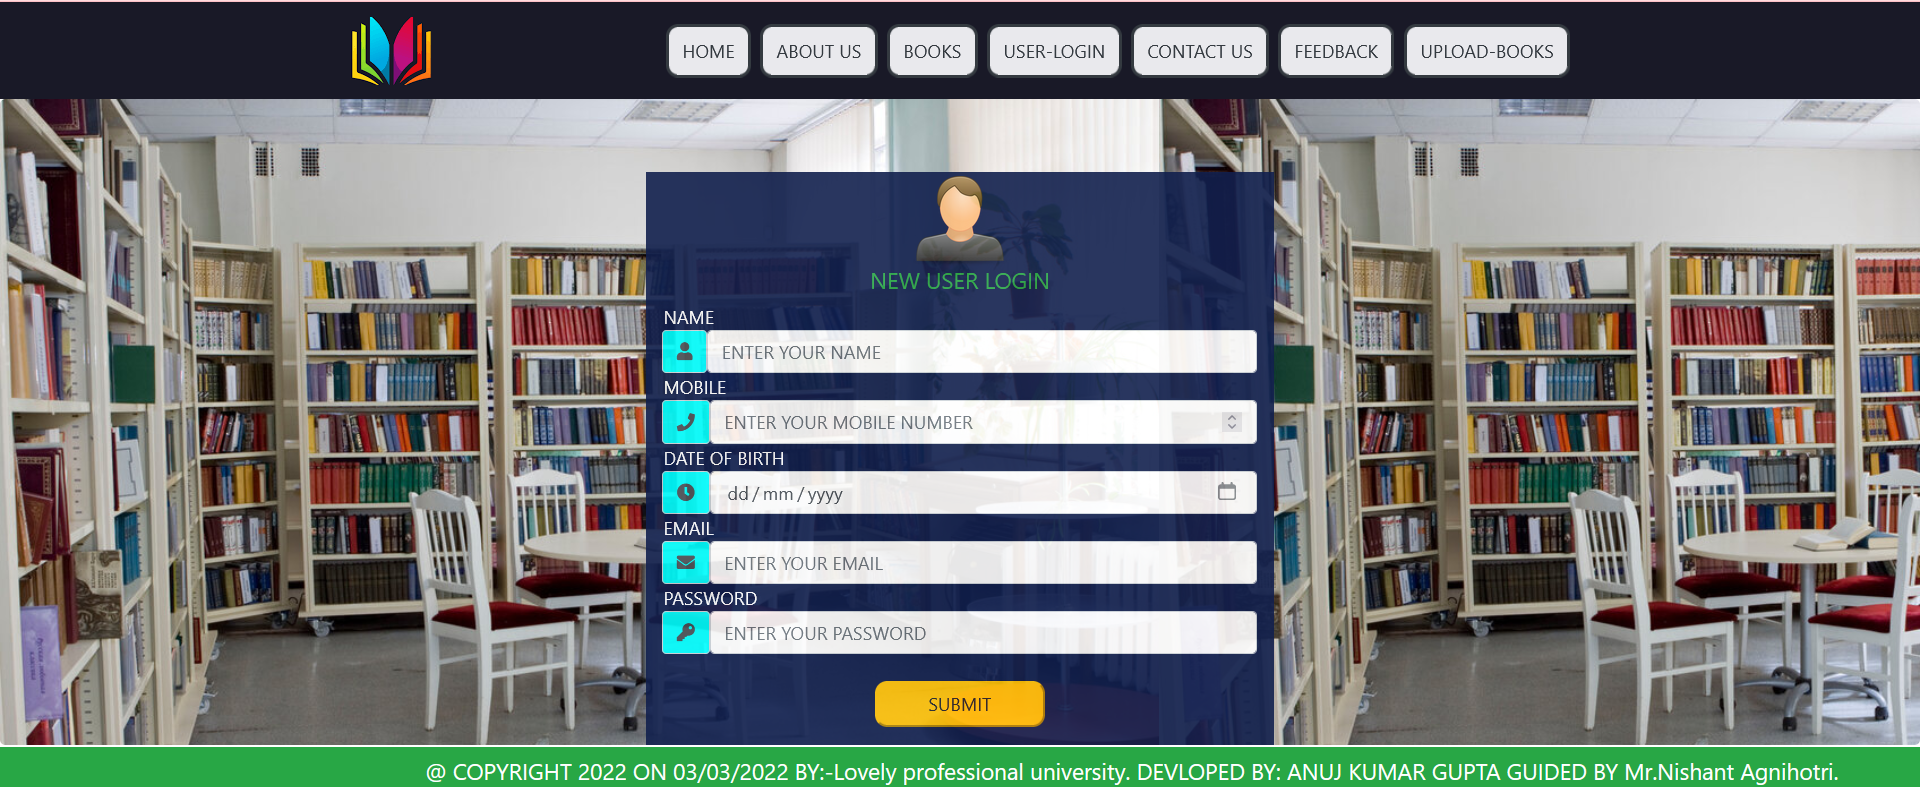 HOME ABOUT US BOOKS USER-LOGIN CONTACT US FEEDBACK UPLOAD-BOOKS
NEW USER LOGIN
NAME
ENTER YOUR NAME
MOBILE
ENTER YOUR MOBILE NUMBER
DATE OF BIRTH
dd/mm/yyyy
EMAIL
ENTER YOUR EMAIL
PASSWORD
ENTER YOUR PASSWORD
SUBMIT
@ COPYRIGHT 2022 ON 03/03/2022 BY:-Lovely professional university. DEVLOPED BY: ANUJ KUMAR GUPTA GUIDED BY Mr.Nishant Agnihotri.